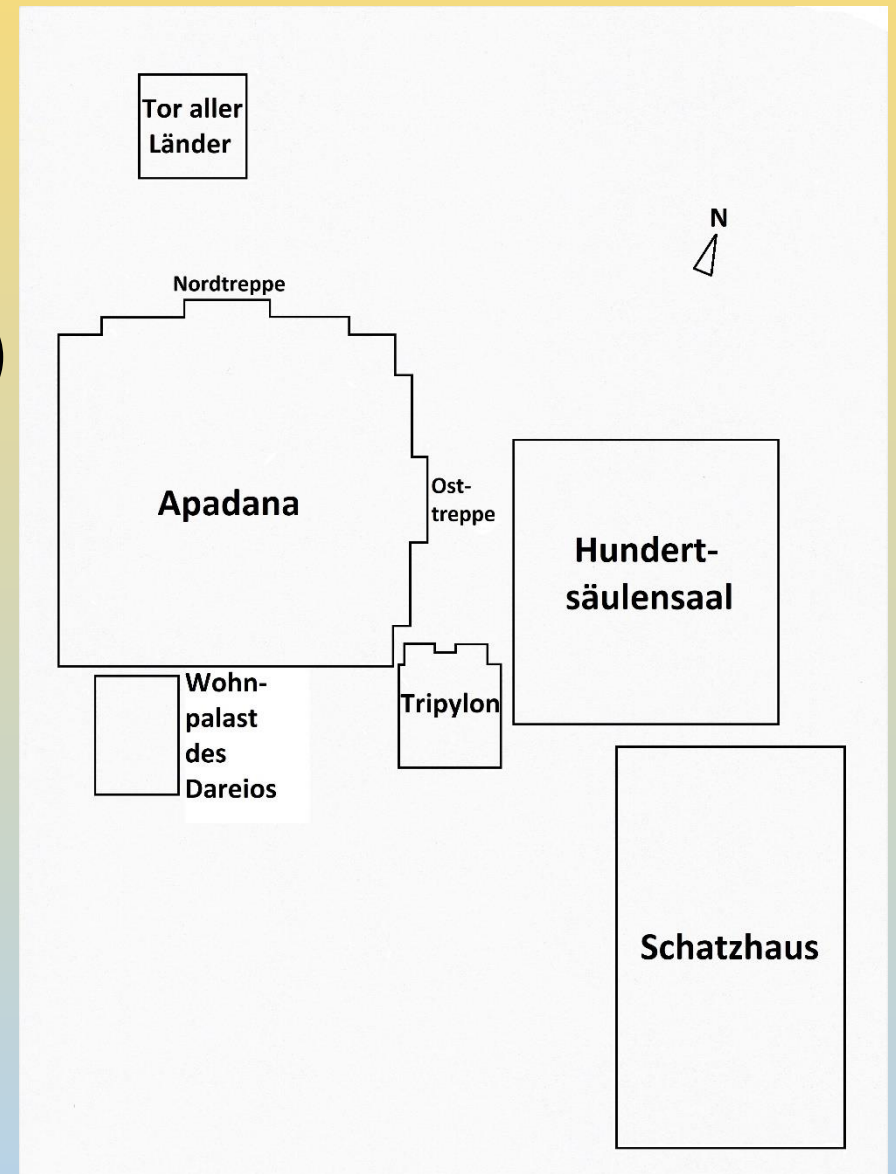 Tor aller
Länder
N
Nordtreppe
Apadana
Ost-
treppe
Hundert-
säulensaal
Wohn-
palast
des
Dareios
Tripylon
Schatzhaus